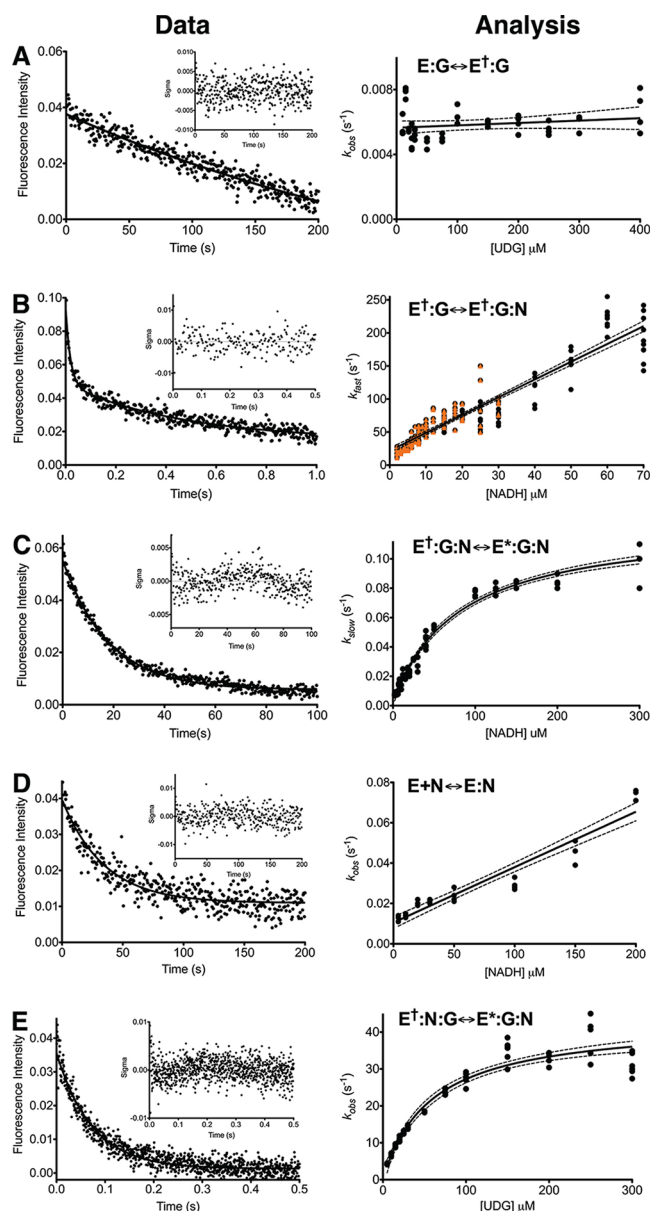 Data
Analysis
A
0.06
0.04
0.02
0.00
Fluorescence Intensity
0 50 100 150 200
Time (s)
0.010
0.005
0.000
-0.005
-0.010
Sigma
0 25 50 75 100 125 150 175 200
Time (s)
E:G↔E†:G
0.008
0.004
0.000
kobs (s-1)
0 100 200 300 400
[UDG] µM
B
0.10
0.08
0.06
0.04
0.02
0.00
Fluorescence Intensity
0.0 0.2 0.4 0.6 0.8 1.0
Time(s)
0.01
0.00
-0.01
Sigma
0.0 0.1 0.2 0.3 0.4 0.5
Time (s)
E†:G↔E†:G:N
250
200
150
100
50
0
kfast (s-1)
0 10 20 30 40 50 60 70
[NADH] µM
C
0.06
0.04
0.02
0.00
Fluorescence Intensity
0 20 40 60 80 100
Time(s)
0.005
0.001
-0.003
-0.007
Sigma
0 20 40 60 80 100
Time (s)
E†:G:N↔E*:G:N
0.10
0.08
0.06
0.04
0.02
0.00
kslow (s-1)
0 100 200 300
[NADH] uM
D
0.04
0.03
0.02
0.01
0.00
Fluorescence Intensity
0 50 100 150 200
Time (s)
0.01
0.00
-0.01
Sigma
0 25 50 75 100 125 150 175 200
Time (s)
E+N↔E:N
0.08
0.06
0.04
0.02
0.00
kobs (s-1)
0 50 100 150 200
[NADH] µM
E
0.04
0.03
0.02
0.01
0.00
Fluorescence Intensity
0.0 0.1 0.2 0.3 0.4 0.5
Time (s)
0.01
0.00
-0.01
Sigma
0.0 0.1 0.2 0.3 0.4 0.5
Time (s)
E†:N:G↔E*:G:N
40
30
20
10
0
kobs (s-1)
0 100 200 300
[UDG] µM